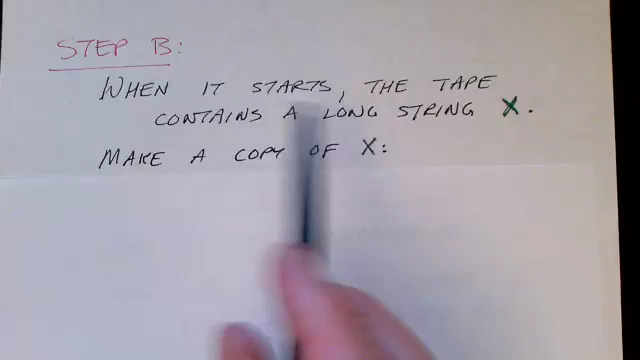 STEP B:
WHEN IT STARTS, THE TAPE
CONTAINS A LONG STRING X.
MAKE A COPY OF X: